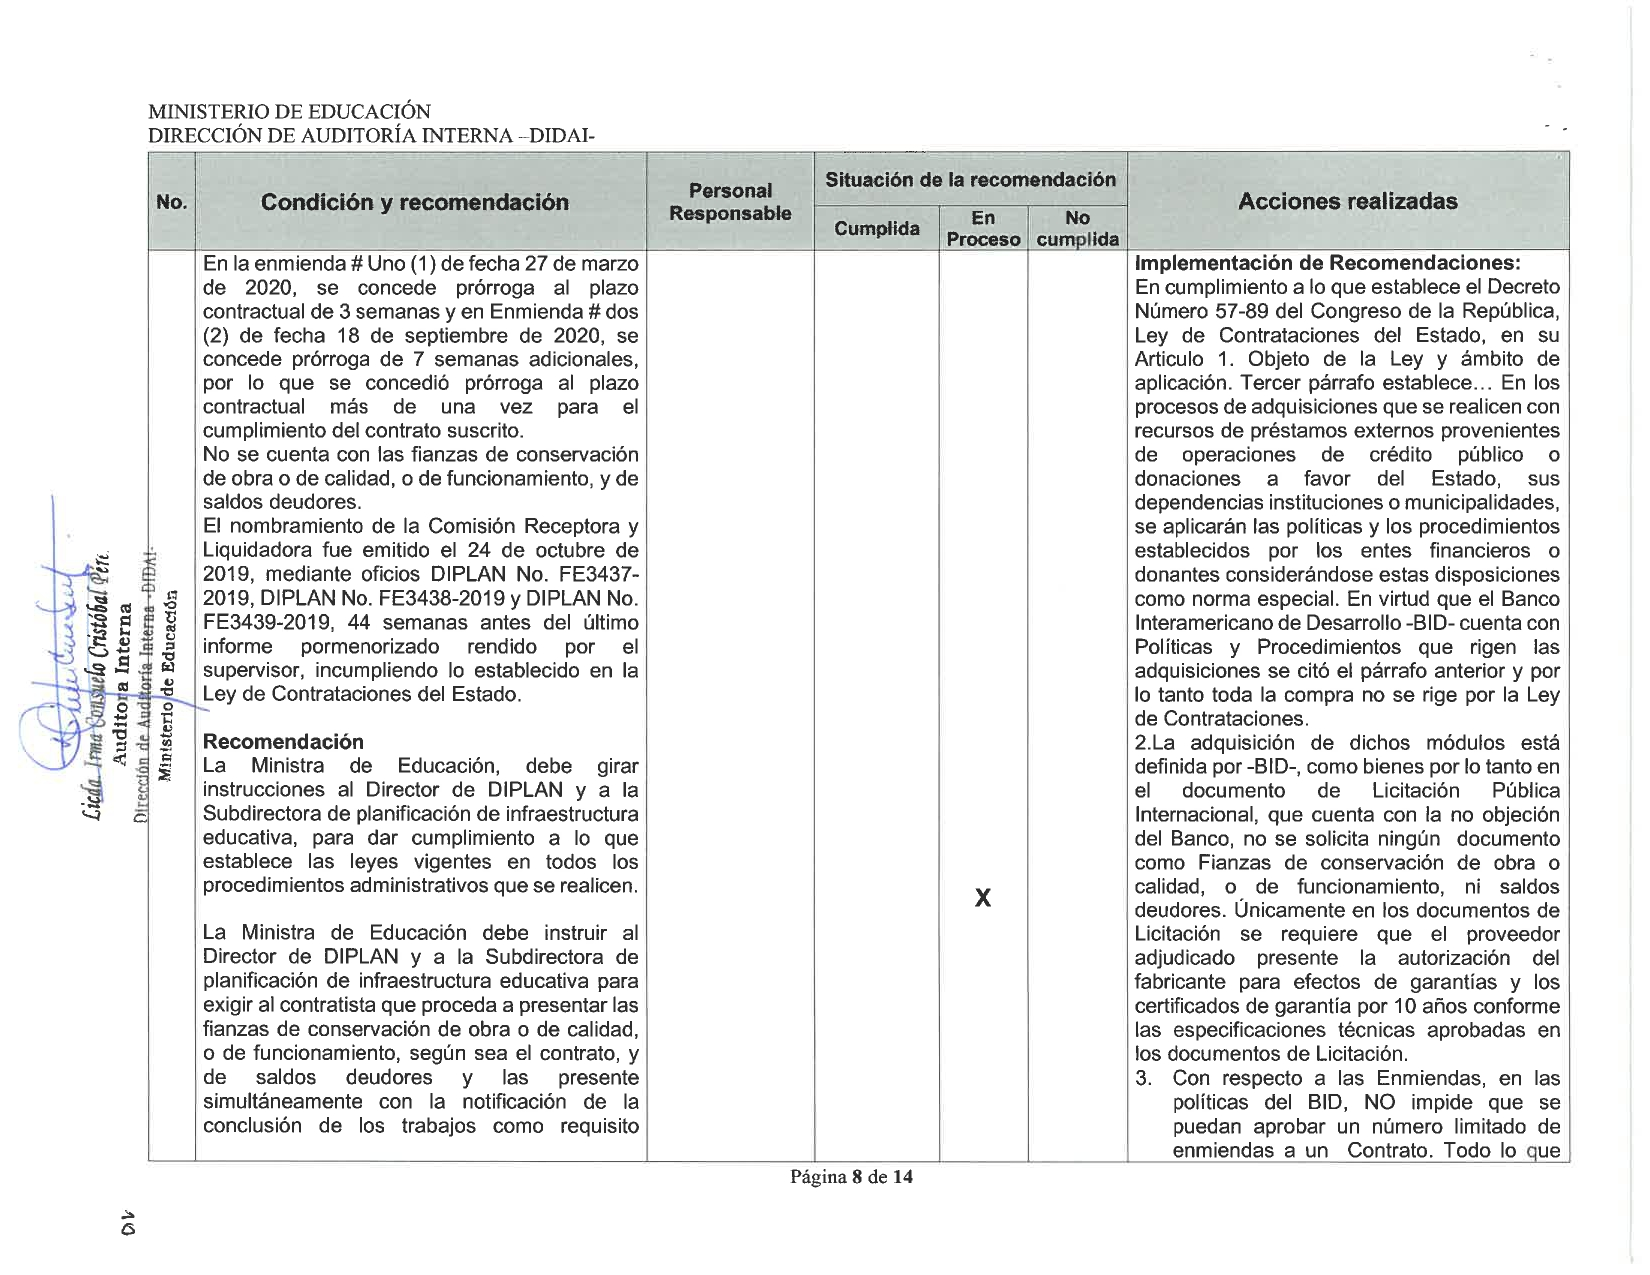 MINISTERIO DE EDUCACIÓN
DIRECCIÓN DE AUDITORÍA INTERNA –DIDAI-
No.
Condición y recomendación
Personal
Responsable
Situación de la recomendación
Cumplida
En
Proceso
No
cumplida
Acciones realizadas
En la enmienda # Uno (1) de fecha 27 de marzo
de 2020, se concede prórroga al plazo
contractual de 3 semanas y en Enmienda # dos
(2) de fecha 18 de septiembre de 2020, se
concede prórroga de 7 semanas adicionales,
por lo que se concedió prórroga al plazo
contractual más de una vez para el
cumplimiento del contrato suscrito.
No se cuenta con las fianzas de conservación
de obra o de calidad, o de funcionamiento, y de
saldos deudores.
El nombramiento de la Comisión Receptora y
Liquidadora fue emitido el 24 de octubre de
2019, mediante oficios DIPLAN No. FE3437-
2019, DIPLAN No. FE3438-2019 y DIPLAN No.
FE3439-2019, 44 semanas antes del último
informe pormenorizado rendido por el
supervisor, incumpliendo lo establecido en la
Ley de Contrataciones del Estado.
Recomendación
La Ministra de Educación, debe girar
instrucciones al Director de DIPLAN y a la
Subdirectora de planificación de infraestructura
educativa, para dar cumplimiento a lo que
establece las leyes vigentes en todos los
procedimientos administrativos que se realicen.
La Ministra de Educación debe instruir al
Director de DIPLAN y a la Subdirectora de
planificación de infraestructura educativa para
exigir al contratista que proceda a presentar las
fianzas de conservación de obra o de calidad,
o de funcionamiento, según sea el contrato, y
de saldos deudores y las presente
simultáneamente con la notificación de la
conclusión de los trabajos como requisito
X
Implementación de Recomendaciones:
En cumplimiento a lo que establece el Decreto
Número 57-89 del Congreso de la República,
Ley de Contrataciones del Estado, en su
Articulo 1. Objeto de la Ley y ámbito de
aplicación. Tercer párrafo establece... En los
procesos de adquisiciones que se realicen con
recursos de préstamos externos provenientes
de operaciones de crédito público o
donaciones a favor del Estado, sus
dependencias instituciones o municipalidades,
se aplicarán las políticas y los procedimientos
establecidos por los entes financieros o
donantes considerándose estas disposiciones
como norma especial. En virtud que el Banco
Interamericano de Desarrollo -BID- cuenta con
Políticas y Procedimientos que rigen las
adquisiciones se citó el párrafo anterior y por
lo tanto toda la compra no se rige por la Ley
de Contrataciones.
2.La adquisición de dichos módulos está
definida por -BID-, como bienes por lo tanto en
el documento de Licitación Pública
Internacional, que cuenta con la no objeción
del Banco, no se solicita ningún documento
como Fianzas de conservación de obra o
calidad, o de funcionamiento, ni saldos
deudores. Únicamente en los documentos de
Licitación se requiere que el proveedor
adjudicado presente la autorización del
fabricante para efectos de garantías y los
certificados de garantía por 10 años conforme
las especificaciones técnicas aprobadas en
los documentos de Licitación.
3. Con respecto a las Enmiendas, en las
políticas del BID, NO impide que se
puedan aprobar un número limitado de
enmiendas a un Contrato. Todo lo que
Licda Irma Consuelo Cristóbal
Auditora Interna
Dirección de Auditoría Interna -DIDAI-
Ministerio de Educación
Página 8 de 14